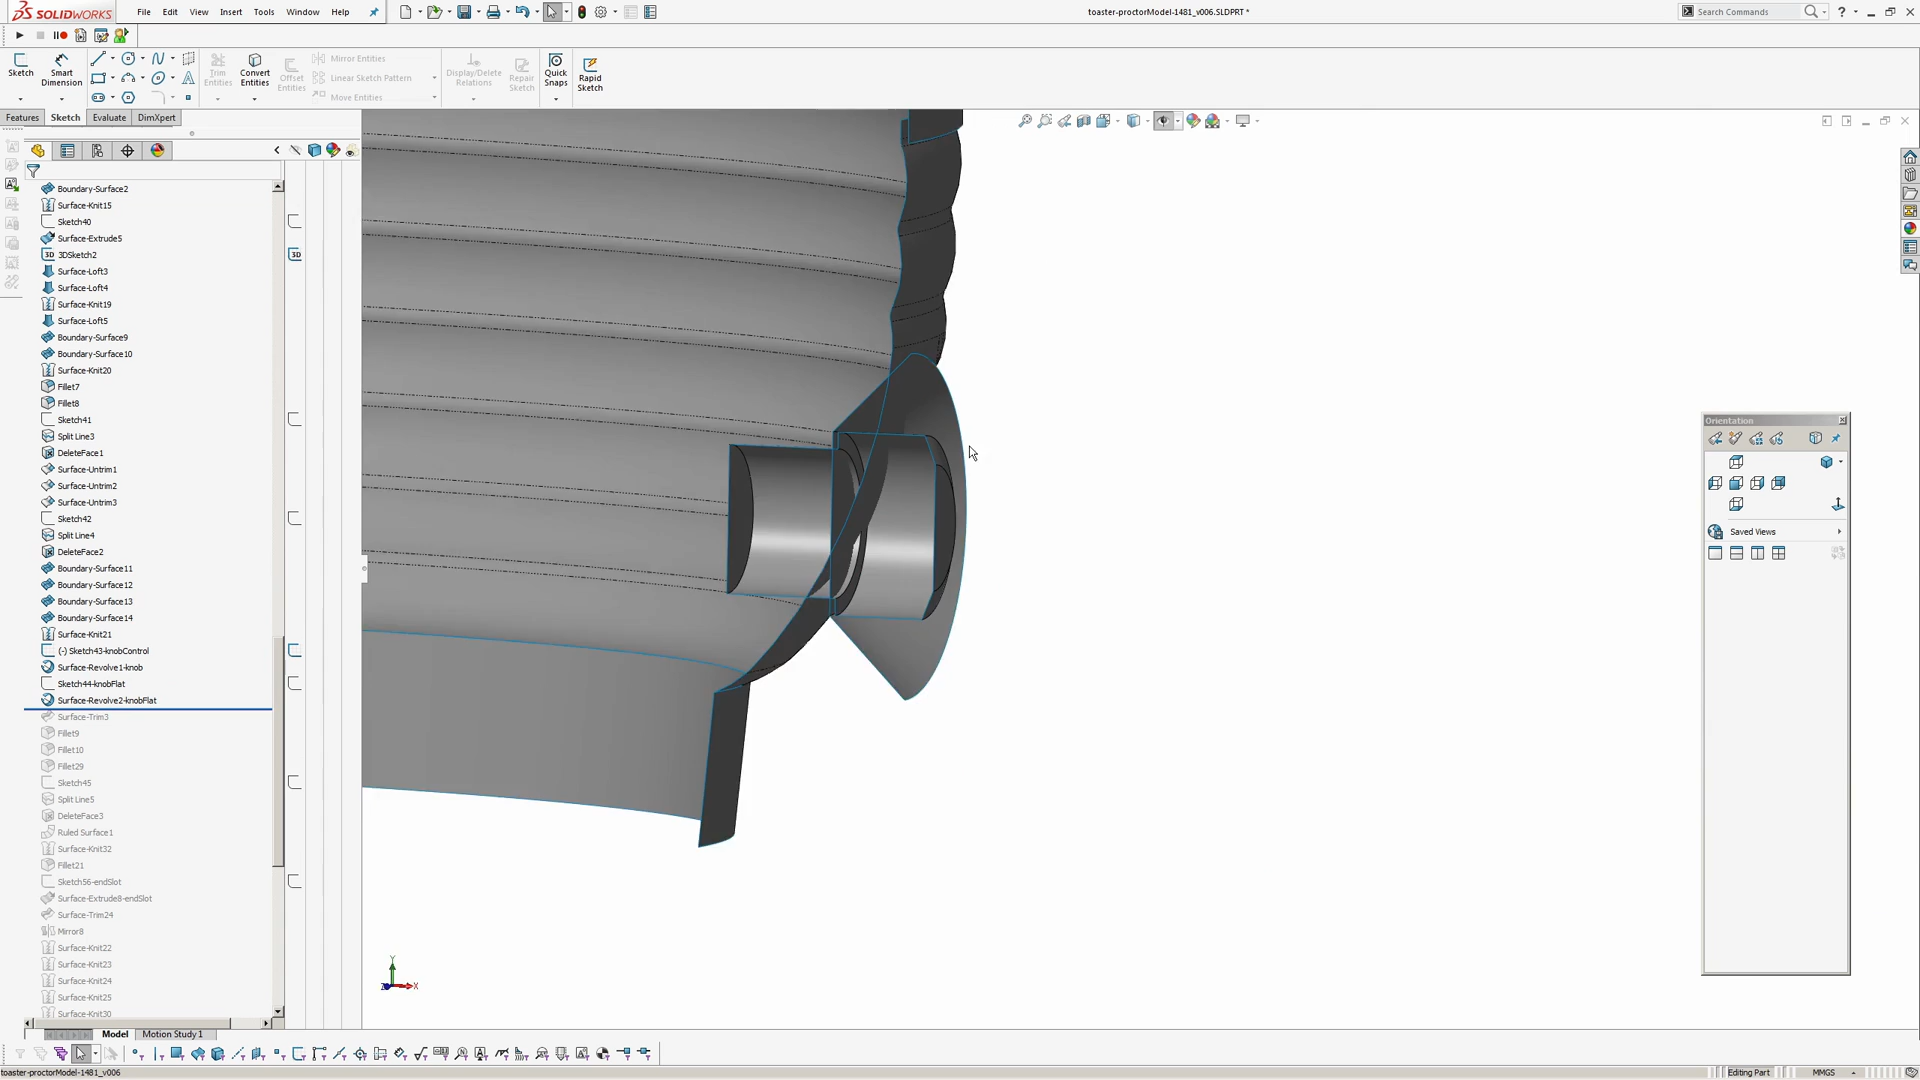 SOLIDWORKS File Edit View Insert Tools Window Help toaster-proctorModel-1481_v006.SLDPRT * Search Commands
Sketch Smart Dimension Trim Entities Convert Entities Offset Entities Mirror Entities Linear Sketch Pattern Move Entities Display/Delete Relations Repair Sketch Quick Snaps Rapid Sketch
Features Sketch Evaluate DimXpert
Boundary-Surface2
Surface-Knit15
Sketch40
Surface-Extrude5
3DSketch2
Surface-Loft3
Surface-Loft4
Surface-Knit19
Surface-Loft5
Boundary-Surface9
Boundary-Surface10
Surface-Knit20
Fillet7
Fillet8
Sketch41
Split Line3
DeleteFace1
Surface-Untrim1
Surface-Untrim2
Surface-Untrim3
Sketch42
Split Line4
DeleteFace2
Boundary-Surface11
Boundary-Surface12
Boundary-Surface13
Boundary-Surface14
Surface-Knit21
(-) Sketch43-knobControl
Surface-Revolve1-knob
Sketch44-knobFlat
Surface-Revolve2-knobFlat
Surface-Trim3
Fillet9
Fillet10
Fillet29
Sketch45
Split Line5
DeleteFace3
Ruled Surface1
Surface-Knit32
Fillet21
Sketch56-endSlot
Surface-Extrude8-endSlot
Surface-Trim24
Mirror8
Surface-Knit22
Surface-Knit23
Surface-Knit24
Surface-Knit25
Surface-Knit30
Orientation
Saved Views
Y
Z X
Model Motion Study 1
toaster-proctorModel-1481_v006 Editing Part MMGS